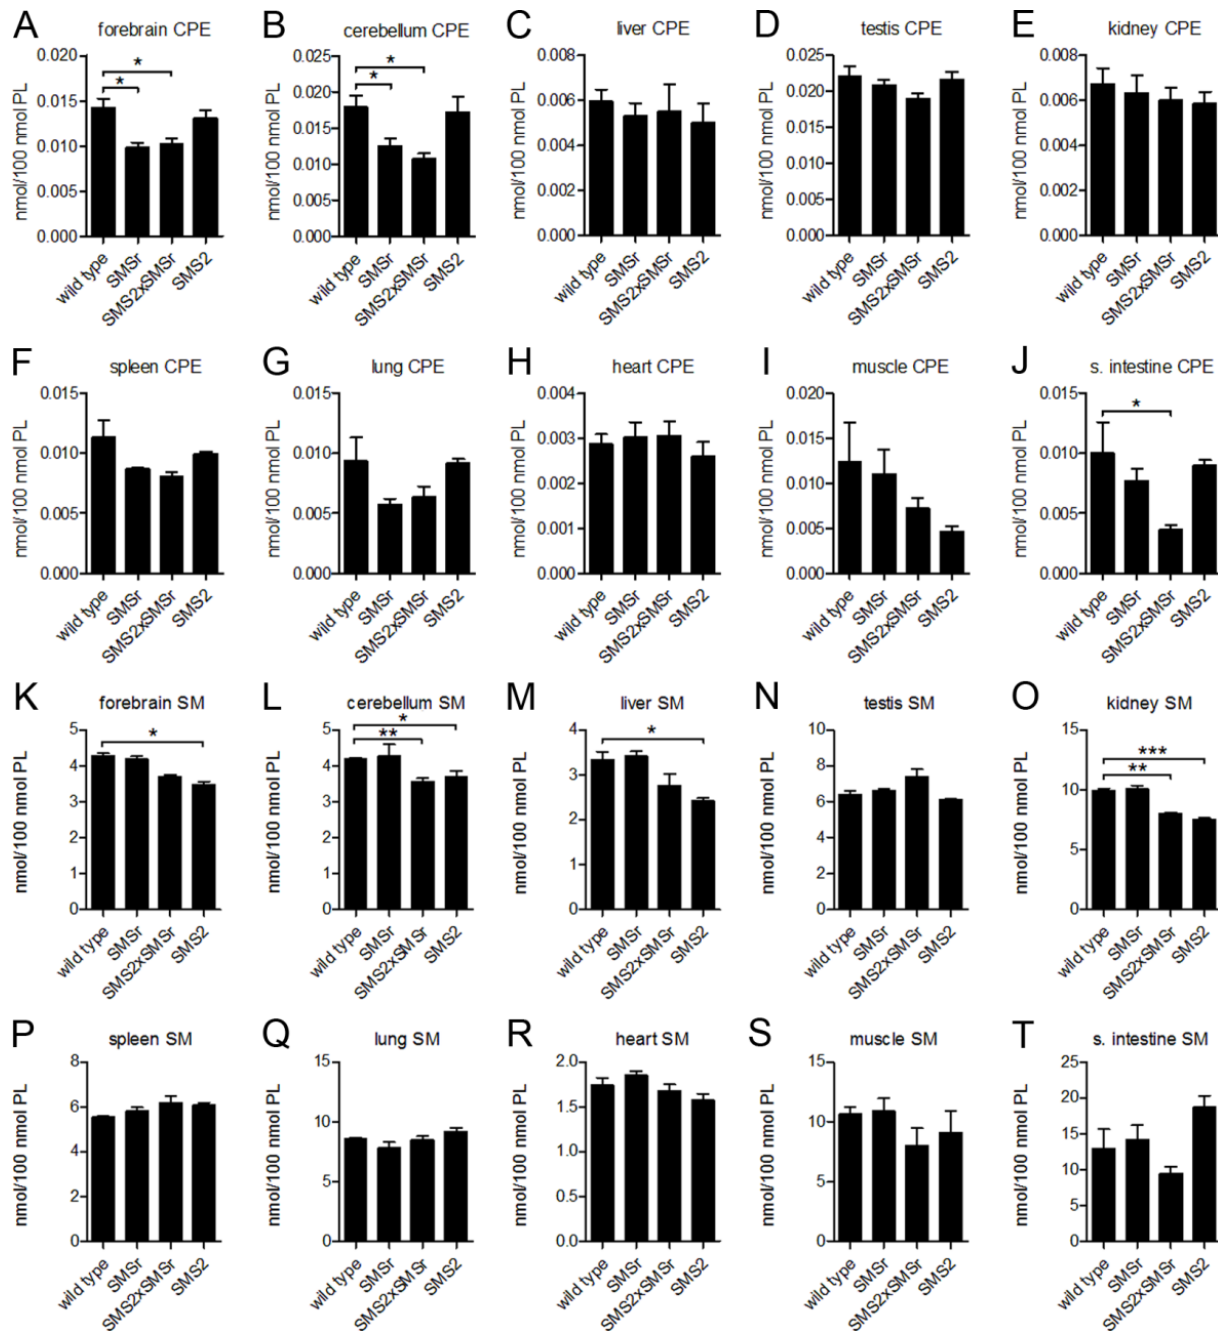 A forebrain CPE
nmol/100 nmol PL
0.020
0.015
0.010
0.005
0.000
*
*
wild type
SMSr
SMS2xSMSr
SMS2
B cerebellum CPE
nmol/100 nmol PL
0.025
0.020
0.015
0.010
0.005
0.000
*
*
wild type
SMSr
SMS2xSMSr
SMS2
C liver CPE
nmol/100 nmol PL
0.008
0.006
0.004
0.002
0.000
wild type
SMSr
SMS2xSMSr
SMS2
D testis CPE
nmol/100 nmol PL
0.025
0.020
0.015
0.010
0.005
0.000
wild type
SMSr
SMS2xSMSr
SMS2
E kidney CPE
nmol/100 nmol PL
0.008
0.006
0.004
0.002
0.000
wild type
SMSr
SMS2xSMSr
SMS2
F spleen CPE
nmol/100 nmol PL
0.015
0.010
0.005
0.000
wild type
SMSr
SMS2xSMSr
SMS2
G lung CPE
nmol/100 nmol PL
0.015
0.010
0.005
0.000
wild type
SMSr
SMS2xSMSr
SMS2
H heart CPE
nmol/100 nmol PL
0.004
0.003
0.002
0.001
0.000
wild type
SMSr
SMS2xSMSr
SMS2
I muscle CPE
nmol/100 nmol PL
0.020
0.015
0.010
0.005
0.000
wild type
SMSr
SMS2xSMSr
SMS2
J s. intestine CPE
nmol/100 nmol PL
0.015
0.010
0.005
0.000
*
wild type
SMSr
SMS2xSMSr
SMS2
K forebrain SM
nmol/100 nmol PL
5
4
3
2
1
0
*
wild type
SMSr
SMS2xSMSr
SMS2
L cerebellum SM
nmol/100 nmol PL
5
4
3
2
1
0
*
**
wild type
SMSr
SMS2xSMSr
SMS2
M liver SM
nmol/100 nmol PL
4
3
2
1
0
*
wild type
SMSr
SMS2xSMSr
SMS2
N testis SM
nmol/100 nmol PL
10
8
6
4
2
0
wild type
SMSr
SMS2xSMSr
SMS2
O kidney SM
nmol/100 nmol PL
15
10
5
0
***
**
wild type
SMSr
SMS2xSMSr
SMS2
P spleen SM
nmol/100 nmol PL
8
6
4
2
0
wild type
SMSr
SMS2xSMSr
SMS2
Q lung SM
nmol/100 nmol PL
15
10
5
0
wild type
SMSr
SMS2xSMSr
SMS2
R heart SM
nmol/100 nmol PL
2.0
1.5
1.0
0.5
0.0
wild type
SMSr
SMS2xSMSr
SMS2
S muscle SM
nmol/100 nmol PL
15
10
5
0
wild type
SMSr
SMS2xSMSr
SMS2
T s. intestine SM
nmol/100 nmol PL
25
20
15
10
5
0
wild type
SMSr
SMS2xSMSr
SMS2